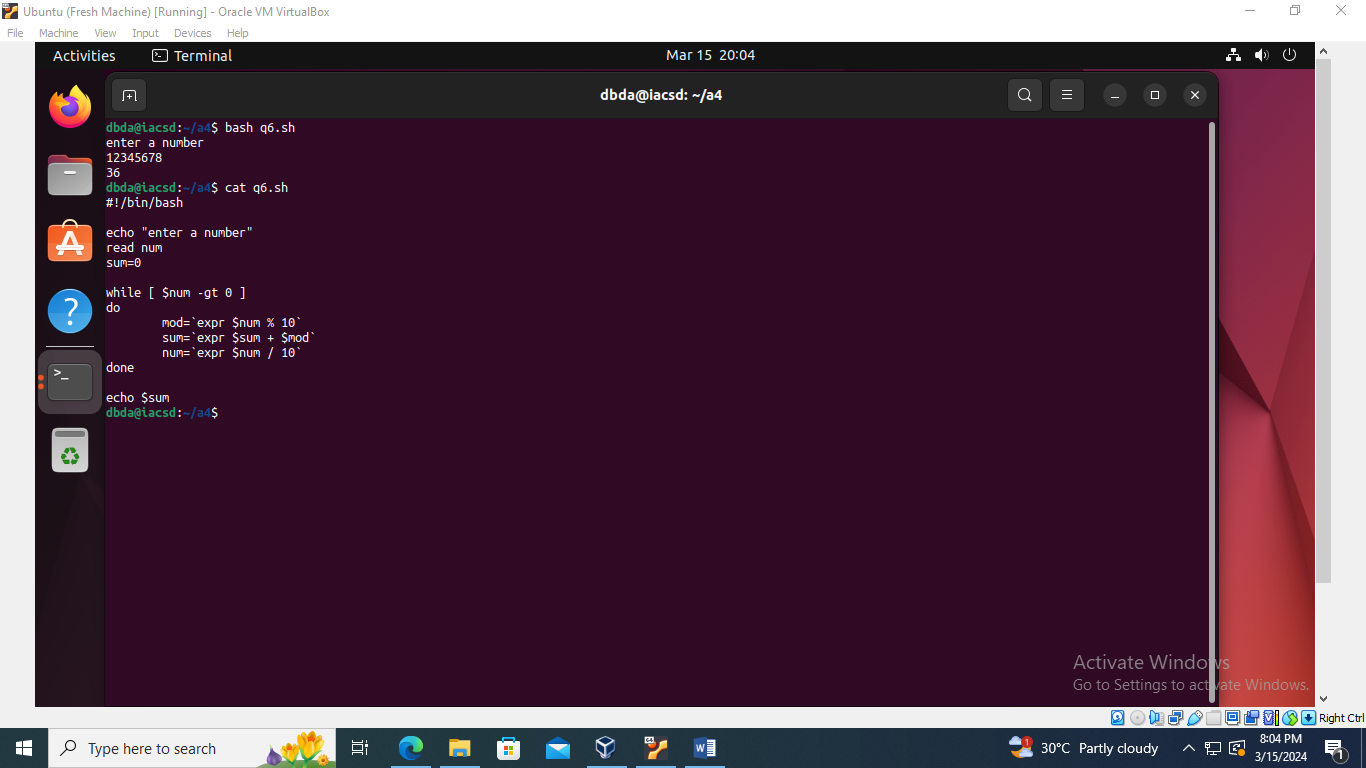 Ubuntu (Fresh Machine) [Running] - Oracle VM VirtualBox
File Machine View Input Devices Help
Activities Terminal Mar 15 20:04
dbda@iacsd: ~/a4
dbda@iacsd:~/a4$ bash q6.sh
enter a number
12345678
36
dbda@iacsd:~/a4$ cat q6.sh
#!/bin/bash
echo "enter a number"
read num
sum=0
while [ $num -gt 0 ]
do
mod=`expr $num % 10`
sum=`expr $sum + $mod`
num=`expr $num / 10`
done
echo $sum
dbda@iacsd:~/a4$
Activate Windows
Go to Settings to activate Windows.
Right Ctrl
Type here to search
1 30°C Partly cloudy
8:04 PM
3/15/2024
1